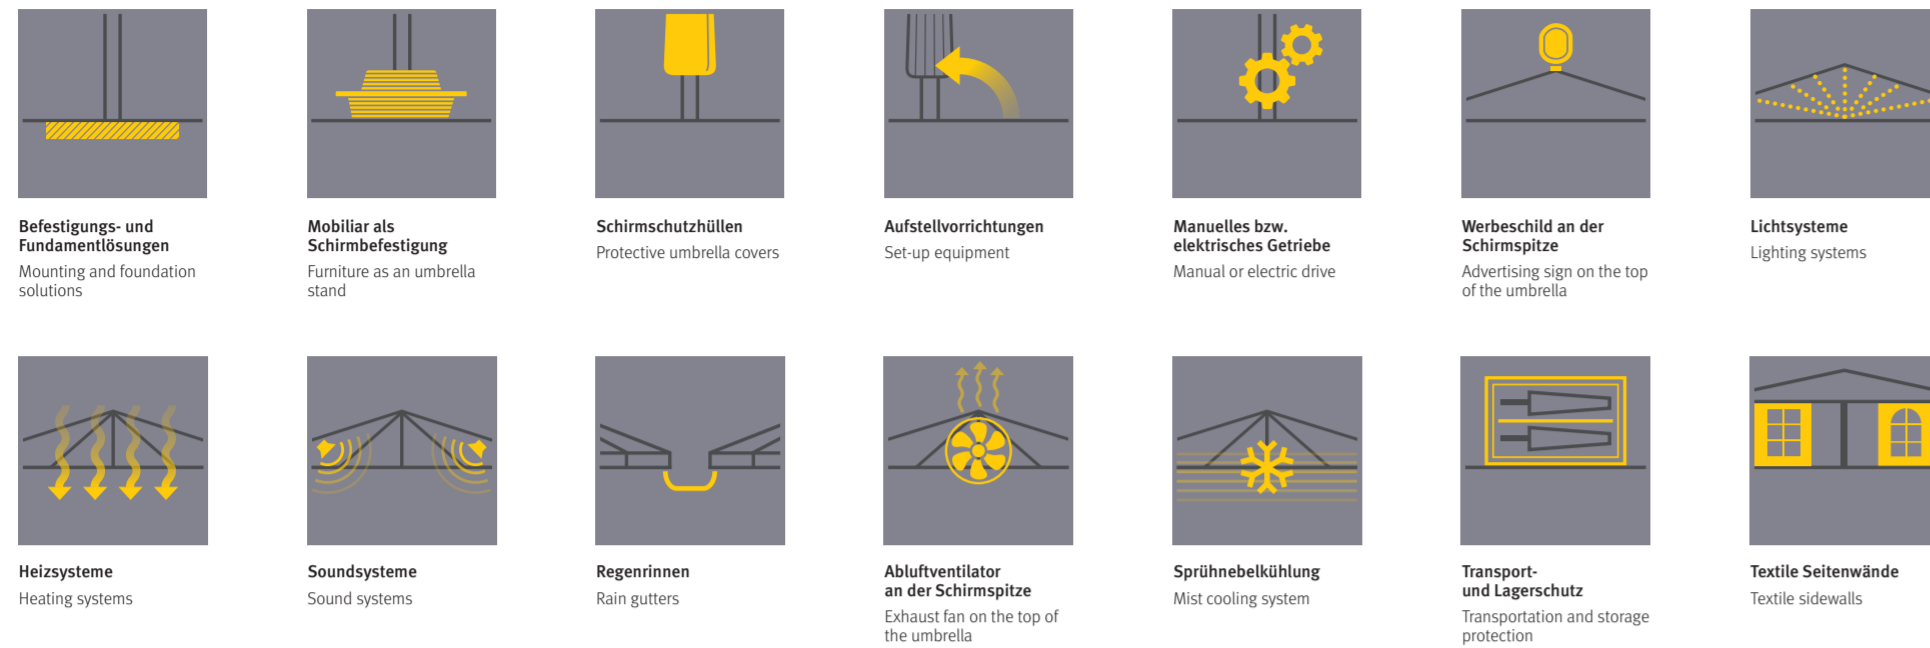 Befestigungs- und
Fundamentlösungen
Mounting and foundation
solutions
Mobiliar als
Schirmbefestigung
Furniture as an umbrella
stand
Schirmschutzhüllen
Protective umbrella covers
Aufstellvorrichtungen
Set-up equipment
Manuelles bzw.
elektrisches Getriebe
Manual or electric drive
Werbeschild an der
Schirmspitze
Advertising sign on the top
of the umbrella
Lichtsysteme
Lighting systems
Heizsysteme
Heating systems
Soundsysteme
Sound systems
Regenrinnen
Rain gutters
Abluftventilator
an der Schirmspitze
Exhaust fan on the top of
the umbrella
Sprühnebelkühlung
Mist cooling system
Transport-
und Lagerschutz
Transportation and storage
protection
Textile Seitenwände
Textile sidewalls